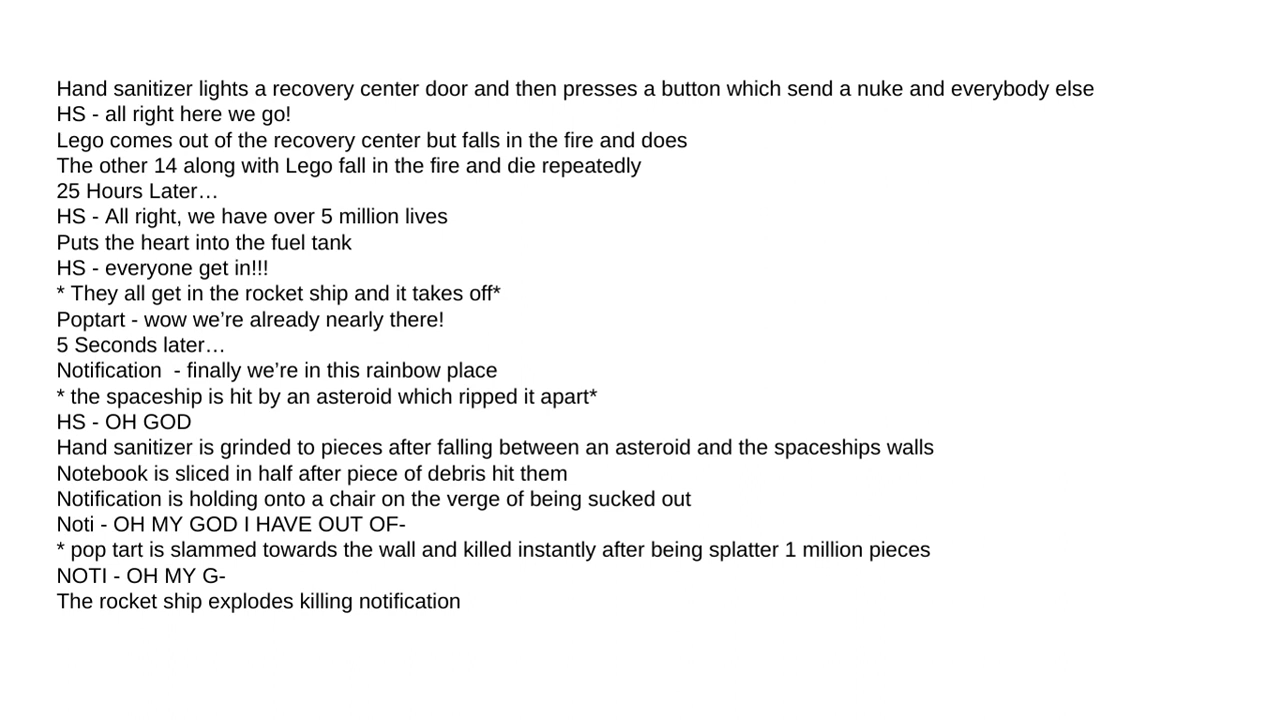 Hand sanitizer lights a recovery center door and then presses a button which send a nuke and everybody else
HS - all right here we go!
Lego comes out of the recovery center but falls in the fire and does
The other 14 along with Lego fall in the fire and die repeatedly
25 Hours Later…
HS - All right, we have over 5 million lives
Puts the heart into the fuel tank
HS - everyone get in!!!
* They all get in the rocket ship and it takes off*
Poptart - wow we’re already nearly there!
5 Seconds later…
Notification  - finally we’re in this rainbow place
* the spaceship is hit by an asteroid which ripped it apart*
HS - OH GOD
Hand sanitizer is grinded to pieces after falling between an asteroid and the spaceships walls
Notebook is sliced in half after piece of debris hit them
Notification is holding onto a chair on the verge of being sucked out
Noti - OH MY GOD I HAVE OUT OF-
* pop tart is slammed towards the wall and killed instantly after being splatter 1 million pieces
NOTI - OH MY G-
The rocket ship explodes killing notification